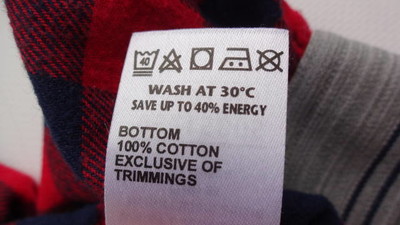 40
WASH AT 30°C
SAVE UP TO 40% ENERGY
BOTTOM
100% COTTON
EXCLUSIVE OF
TRIMMINGS